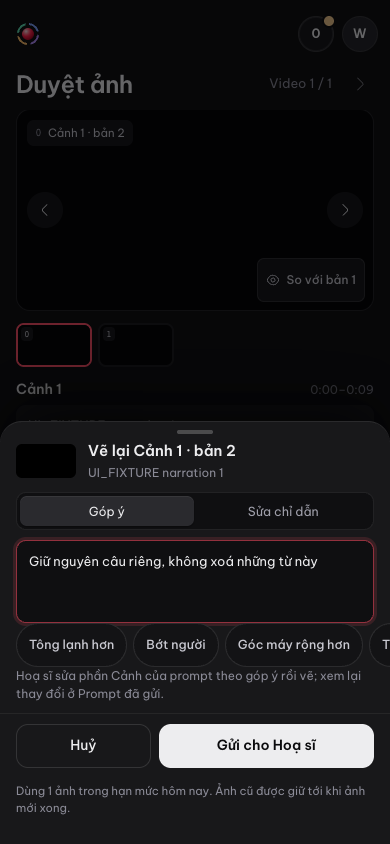 0
W
Duyệt ảnh
Video 1 / 1
0 Cảnh 1 · bản 2
So với bản 1
0
1
Cảnh 1
0:00–0:09
Vẽ lại Cảnh 1 · bản 2
UI_FIXTURE narration 1
Góp ý
Sửa chỉ dẫn
Giữ nguyên câu riêng, không xoá những từ này
Tông lạnh hơn
Bớt người
Góc máy rộng hơn
Hoạ sĩ sửa phần Cảnh của prompt theo góp ý rồi vẽ; xem lại
thay đổi ở Prompt đã gửi.
Huỷ
Gửi cho Hoạ sĩ
Dùng 1 ảnh trong hạn mức hôm nay. Ảnh cũ được giữ tới khi ảnh
mới xong.